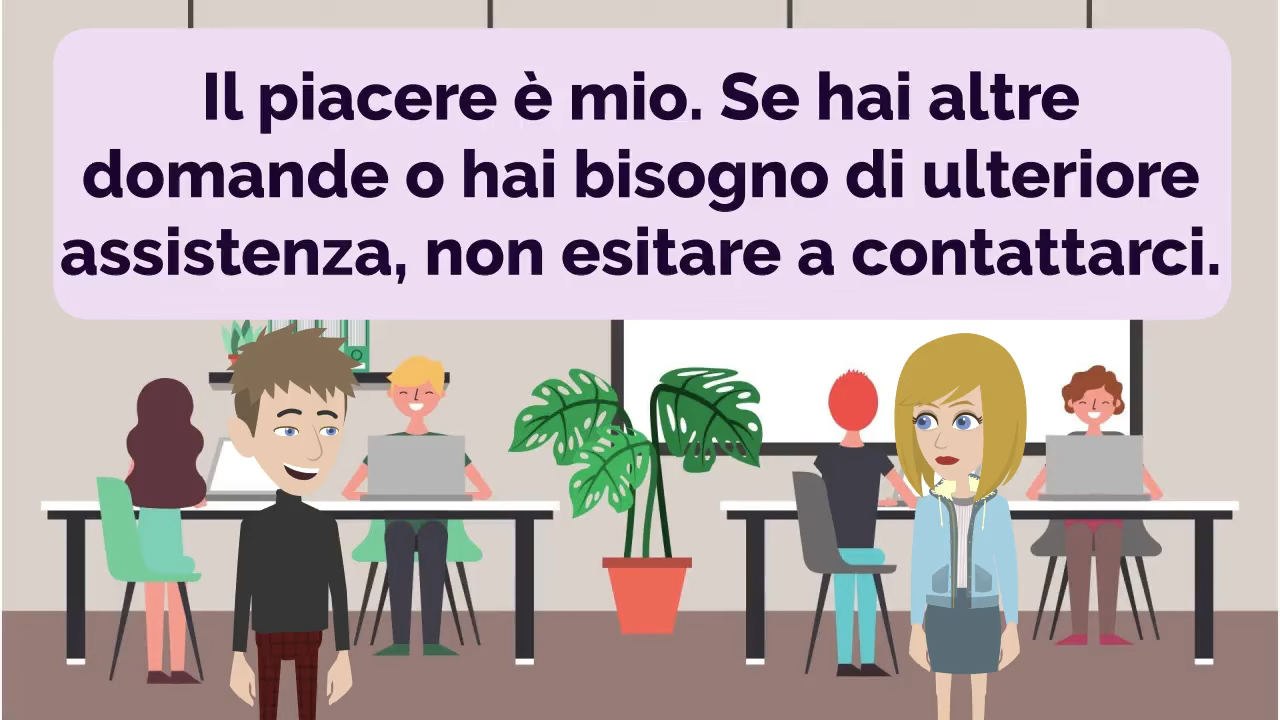 Il piacere è mio. Se hai altre
domande o hai bisogno di ulteriore
assistenza, non esitare a contattarci.